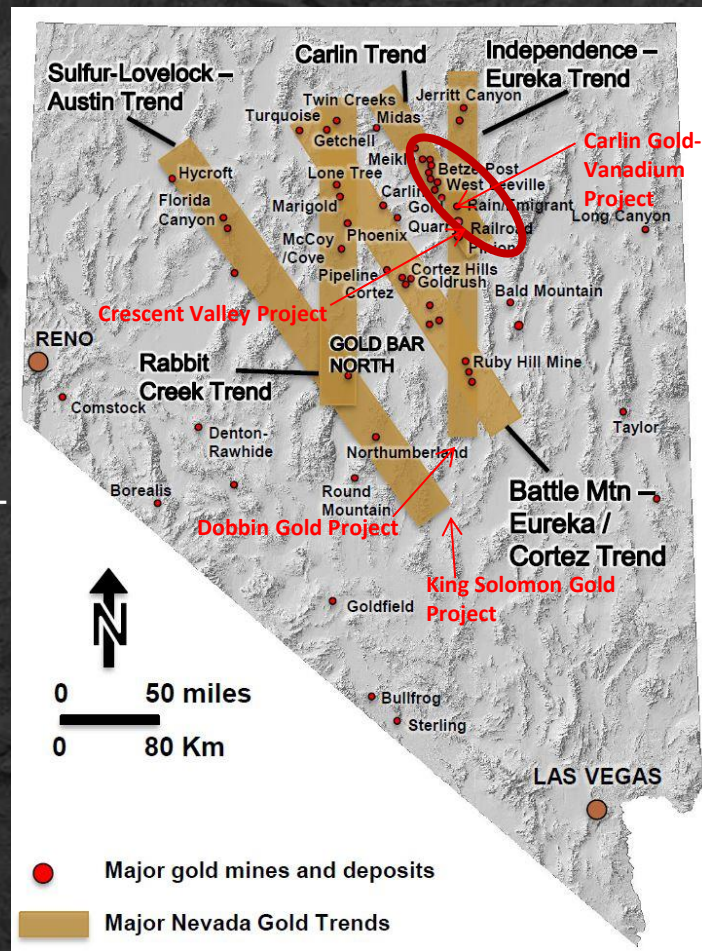 Carlin Trend
Independence –
Eureka Trend
Sulfur-Lovelock –
Austin Trend
Twin Creeks
Jerritt Canyon
Turquoise
Midas
Getchell
Carlin Gold-
Vanadium
Project
Meikle
Betze Post
Hycroft
Lone Tree
West Leeville
Carlin
Rain/Emigrant
Florida
Canyon
Marigold
Gold
Quarry
Railroad
Long Canyon
Phoenix
Pinion
McCoy
/Cove
Pipeline
Cortez Hills
Cortez
Goldrush
Bald Mountain
Crescent Valley Project
RENO
GOLD BAR
NORTH
Rabbit
Creek Trend
Ruby Hill Mine
Comstock
Taylor
Denton-
Rawhide
Northumberland
Borealis
Round
Mountain
Battle Mtn –
Eureka /
Cortez Trend
Dobbin Gold Project
King Solomon Gold
Project
N
Goldfield
0 50 miles
0 80 Km
Bullfrog
Sterling
LAS VEGAS
Major gold mines and deposits
Major Nevada Gold Trends